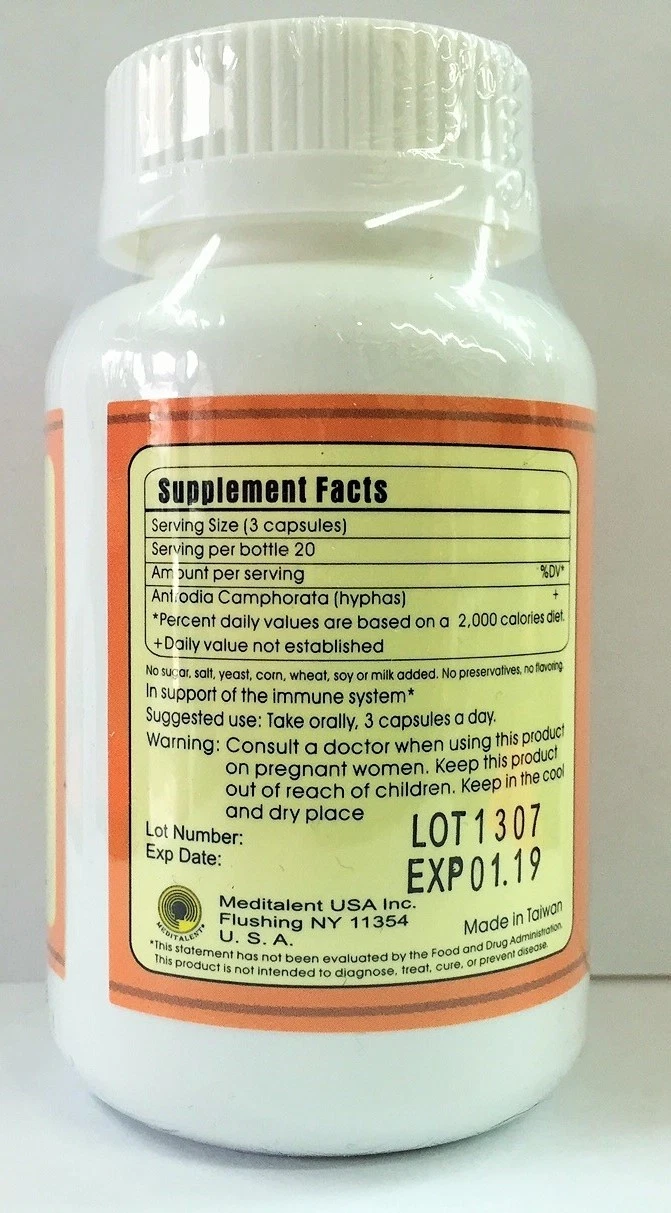 Supplement Facts
Serving Size (3 capsules)
Serving per bottle 20
Amount per serving %DV*
Antrodia Camphorata (hyphas) +
*Percent daily values are based on a 2,000 calories diet.
+Daily value not established
No sugar, salt, yeast, corn, wheat, soy or milk added. No preservatives, no flavoring.
In support of the immune system*
Suggested use: Take orally, 3 capsules a day.
Warning: Consult a doctor when using this product
on pregnant women. Keep this product
out of reach of children. Keep in the cool
and dry place
Lot Number: LOT1307
Exp Date: EXP01.19
MEDITALENT
Meditalent USA Inc.
Flushing NY 11354
U. S. A.
Made in Taiwan
*This statement has not been evaluated by the Food and Drug Administration.
This product is not intended to diagnose, treat, cure, or prevent disease.